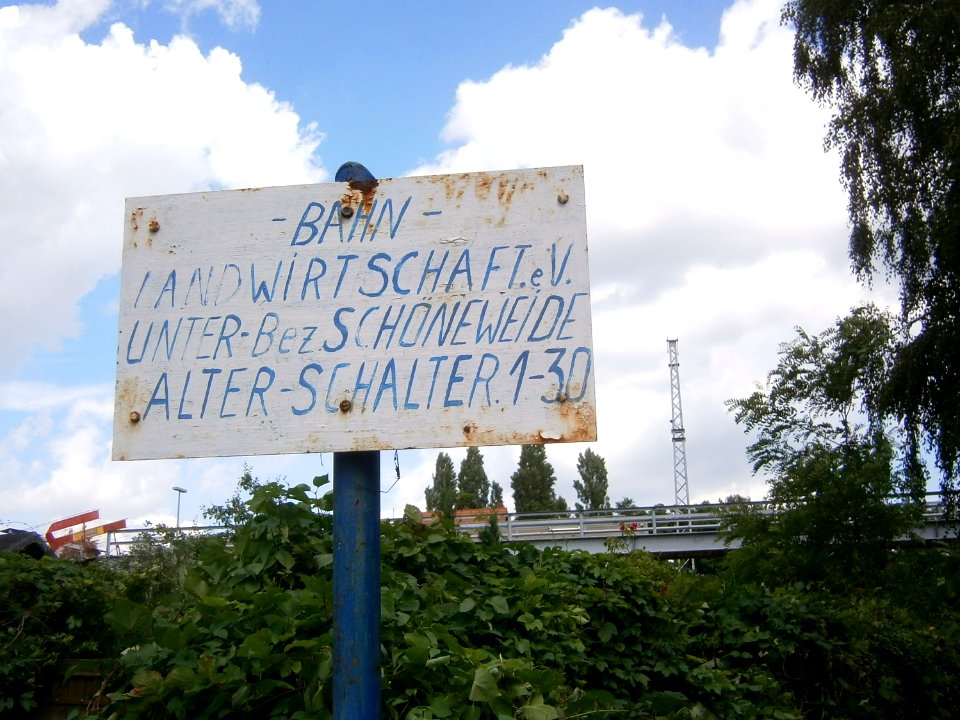 -BAHN-
LANDWiRTSCHAFT.e.V.
UNTER-Bez SCHÖNEWEiDE
ALTER-SCHALTER. 1-30